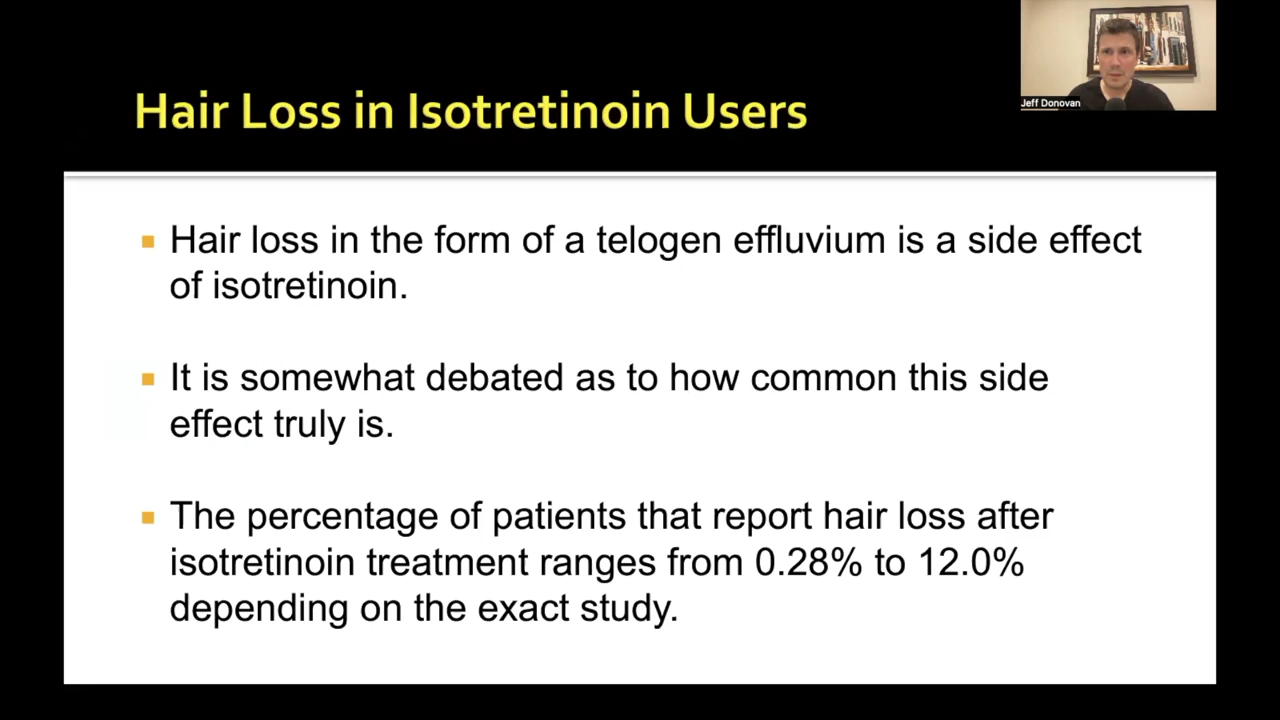 Hair Loss in Isotretinoin Users
Jeff Donovan
Hair loss in the form of a telogen effluvium is a side effect
of isotretinoin.
It is somewhat debated as to how common this side
effect truly is.
The percentage of patients that report hair loss after
isotretinoin treatment ranges from 0.28% to 12.0%
depending on the exact study.